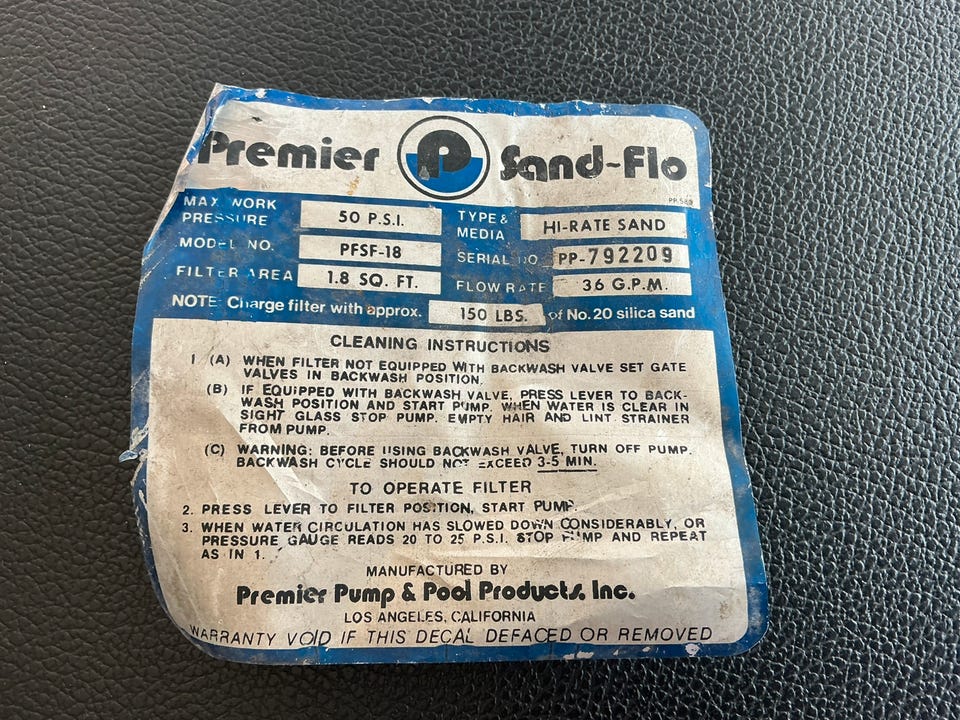 Premier P Sand-Flo
PP 589
MAX WORK PRESSURE 50 P.S.I.
TYPE & MEDIA HI-RATE SAND
MODEL NO. PFSF-18
SERIAL NO PP-792209
FILTER AREA 1.8 SQ. FT.
FLOW RATE 36 G.P.M.
NOTE: Charge filter with approx. 150 LBS. of No. 20 silica sand
CLEANING INSTRUCTIONS
1. (A) WHEN FILTER NOT EQUIPPED WITH BACKWASH VALVE SET GATE
VALVES IN BACKWASH POSITION.
(B) IF EQUIPPED WITH BACKWASH VALVE, PRESS LEVER TO BACK-
WASH POSITION AND START PUMP. WHEN WATER IS CLEAR IN
SIGHT GLASS STOP PUMP. EMPTY HAIR AND LINT STRAINER
FROM PUMP.
(C) WARNING: BEFORE USING BACKWASH VALVE, TURN OFF PUMP.
BACKWASH CYCLE SHOULD NOT EXCEED 3-5 MIN.
TO OPERATE FILTER
2. PRESS LEVER TO FILTER POSITION, START PUMP.
3. WHEN WATER CIRCULATION HAS SLOWED DOWN CONSIDERABLY, OR
PRESSURE GAUGE READS 20 TO 25 P.S.I. STOP PUMP AND REPEAT
AS IN 1.
MANUFACTURED BY
Premier Pump & Pool Products, Inc.
LOS ANGELES, CALIFORNIA
WARRANTY VOID IF THIS DECAL DEFACED OR REMOVED